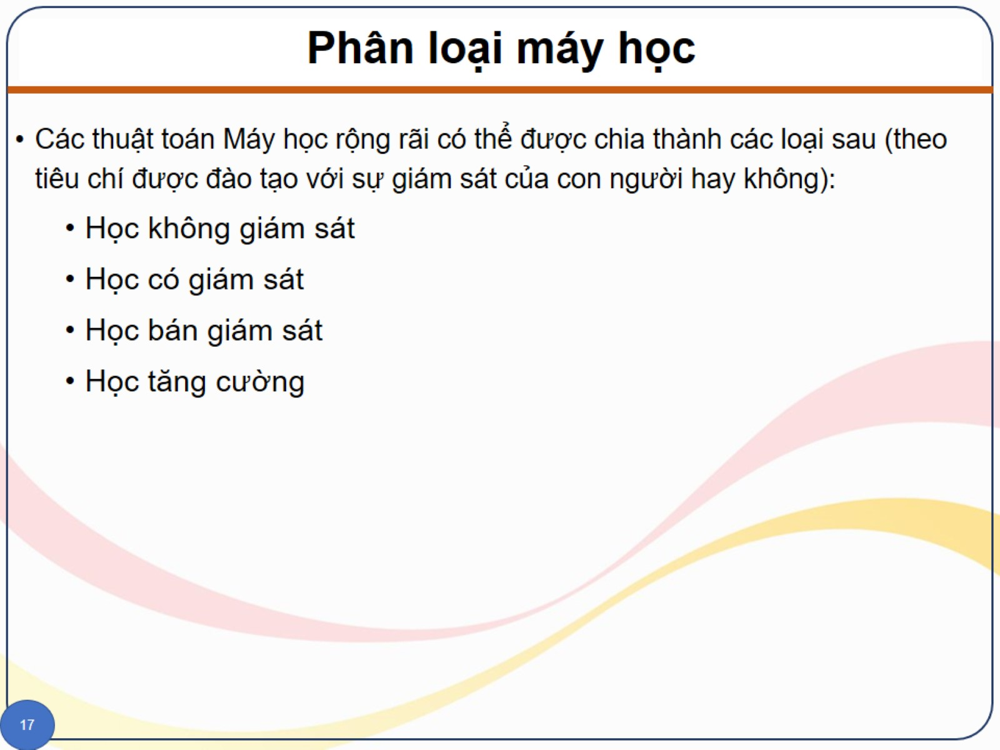 Phân loại máy học
• Các thuật toán Máy học rộng rãi có thể được chia thành các loại sau (theo
tiêu chí được đào tạo với sự giám sát của con người hay không):
• Học không giám sát
• Học có giám sát
• Học bán giám sát
• Học tăng cường
17